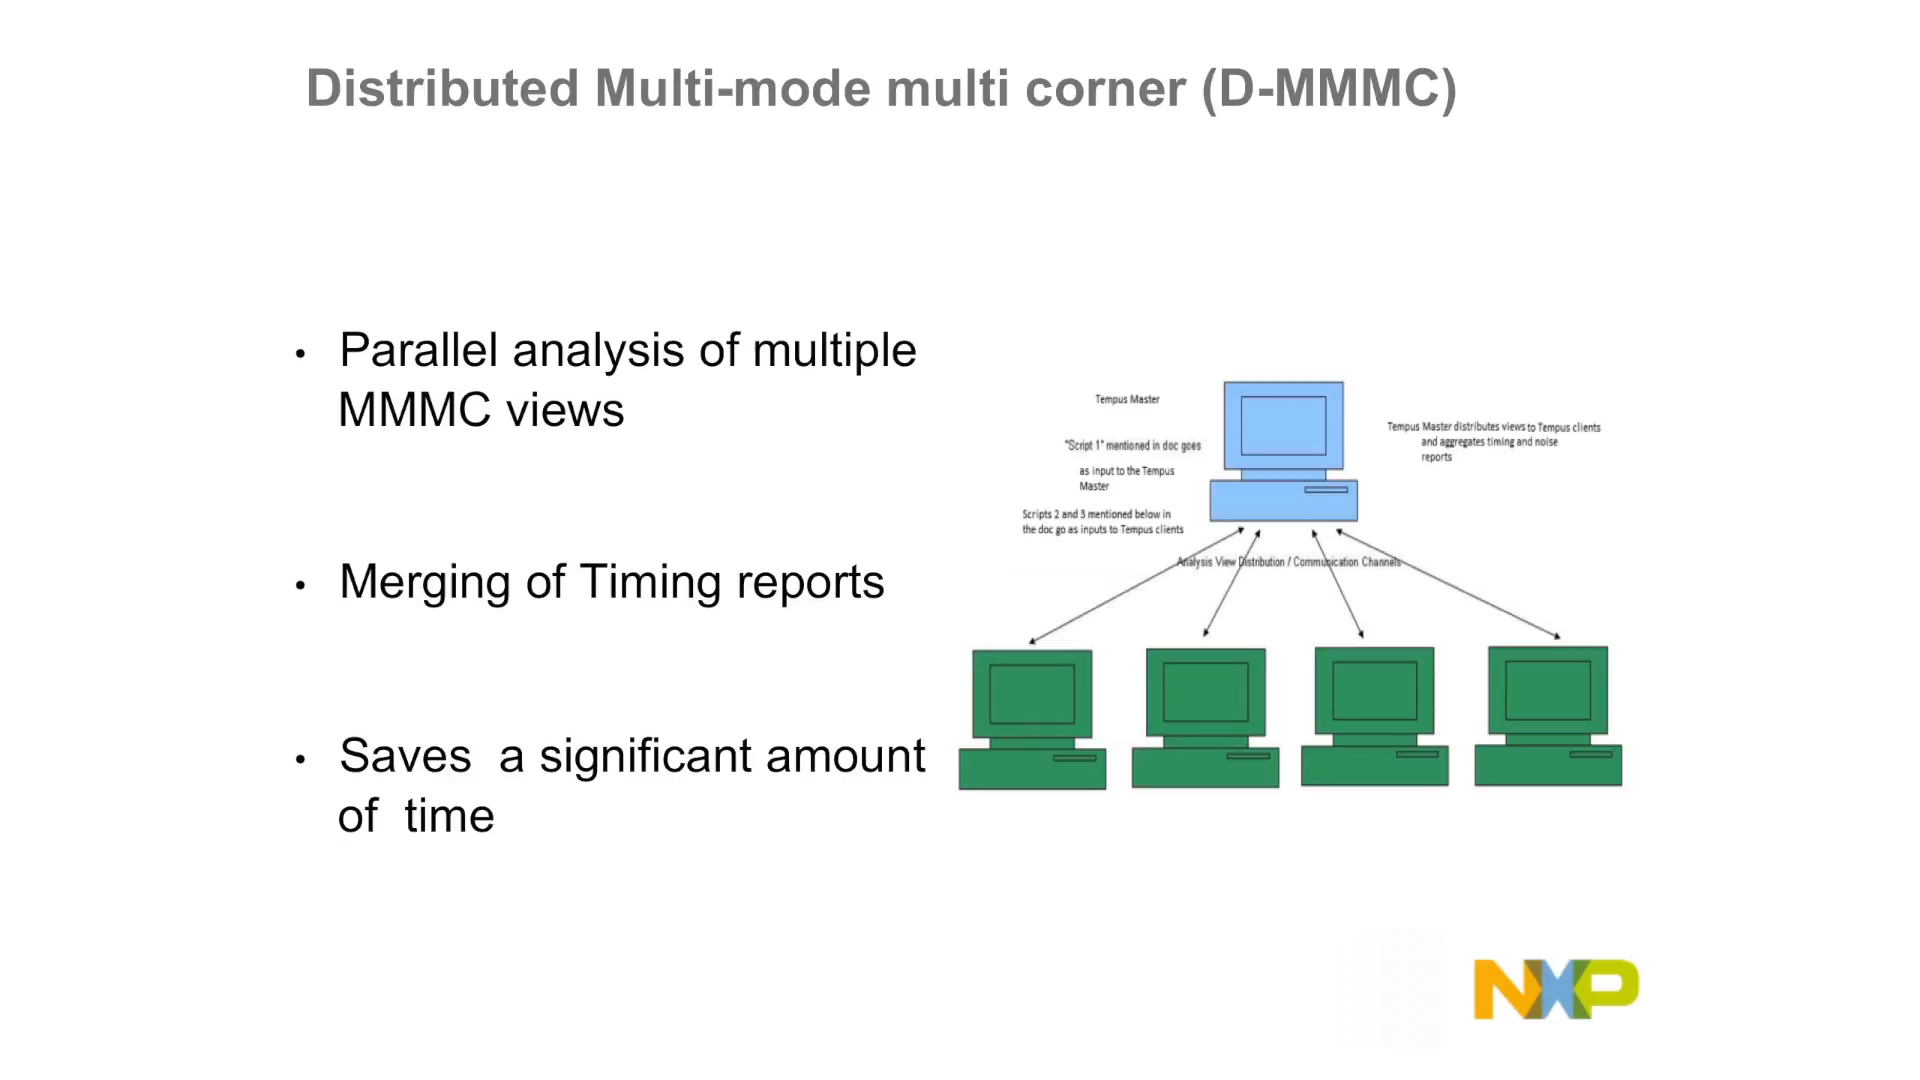 Distributed Multi-mode multi corner (D-MMMC)
• Parallel analysis of multiple
MMMC views
• Merging of Timing reports
• Saves a significant amount
of time
Tempus Master
"Script 1" mentioned in doc goes
as input to the Tempus
Master
Scripts 2 and 3 mentioned below in
the doc go as inputs to Tempus clients
Tempus Master distributes views to Tempus clients
and aggregates timing and noise
reports
Analysis View Distribution / Communication Channels
NXP